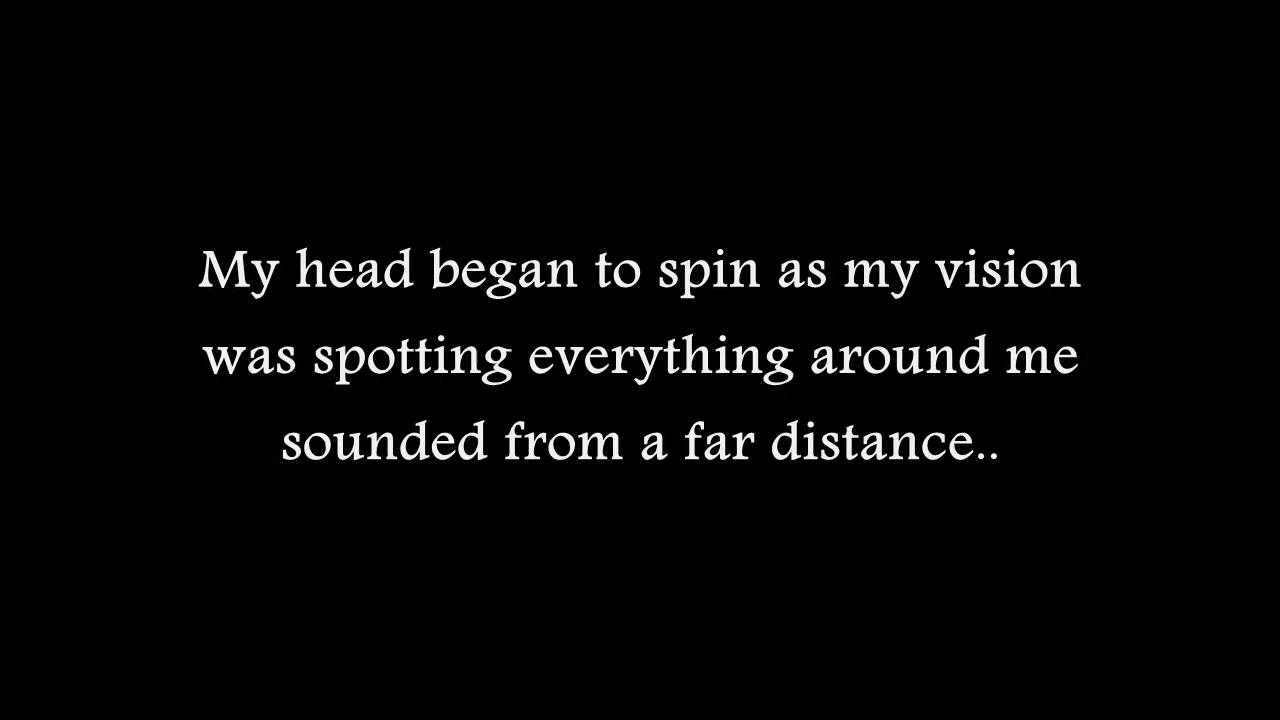 My head began to spin as my vision
was spotting everything around me
sounded from a far distance..